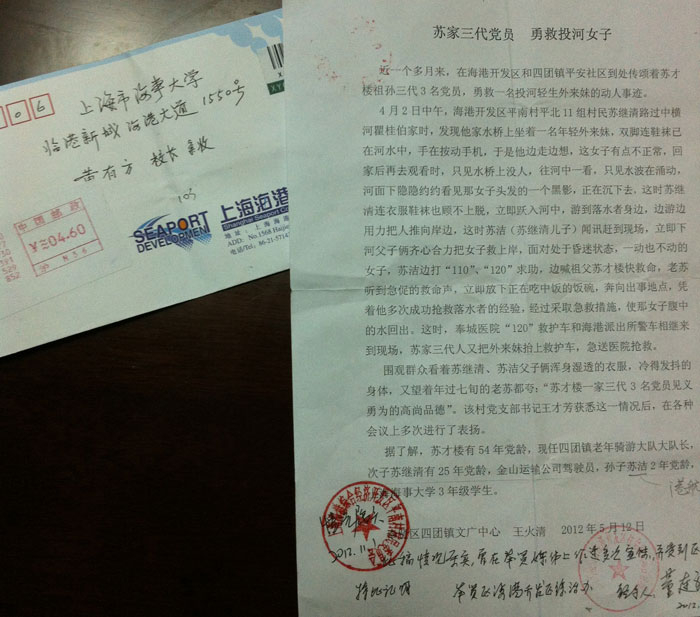 06
上海市海事大学
临港新城海港大道1550号
黄有方 校长 亲收
中国邮政
¥=04.60
SEAPORT
DEVELOPMENT
上海海港
Shanghai Seaport
ADD. No.1568 Haijie
Tel/Fax: 86-21-5714
苏家三代党员 勇救投河女子
近一个多月来，在海港开发区和四团镇平安社区到处传颂着苏才
楼祖孙三代3名党员，勇救一名投河轻生外来妹的动人事迹。
4月2日中午，海港开发区平南村平北11组村民苏继清路过中横
河瞿桂伯家时，发现他家水桥上坐着一名年轻外来妹，双脚连鞋袜已
在河水中，手在按动手机，于是他边走边想，这女子有点不正常，回
家后再去观看时，只见水桥上没人，往河中一看，只见水波在涌动，
河面下隐隐约约看见那女子头发的一个黑影，正在沉下去，这时苏继
清连衣服鞋袜也顾不上脱，立即跃入河中，游到落水者身边，边游边
用力把人推向岸边，这时苏洁（苏继清儿子）闻讯赶到现场，立即下
河父子俩齐心合力把女子救上岸，面对处于昏迷状态，一动也不动的
女子，苏洁边打“110”、“120”求助，边喊祖父苏才楼快救命，老苏
听到急促的救命声，立即放下正在吃中饭的饭碗，奔向出事地点，凭
着他多次成功抢救落水者的经验，经过采取急救措施，使那女子腹中
的水回出、这时，奉城医院“120”救护车和海港派出所警车相继来
到现场，苏家三代人又把外来妹抬上救护车，急送医院抢救。
围观群众看着苏继清、苏洁父子俩浑身湿透的衣服，冷得发抖的
身体，又望着年过七旬的老苏都夸：“苏才楼一家三代3名党员见义
勇为的高尚品德”。该村党支部书记王才芳获悉这一情况后，在各种
会议上多次进行了表扬。
据了解，苏才楼有54年党龄，现任四团镇老年骑游大队大队长，
次子苏继清有25年党龄，金山运输公司驾驶员，孙子苏洁2年党龄，
海事大学3年级学生。
区四团镇文广中心 王火清 2012年5月12日
2012.11.1
特此证明
2012.